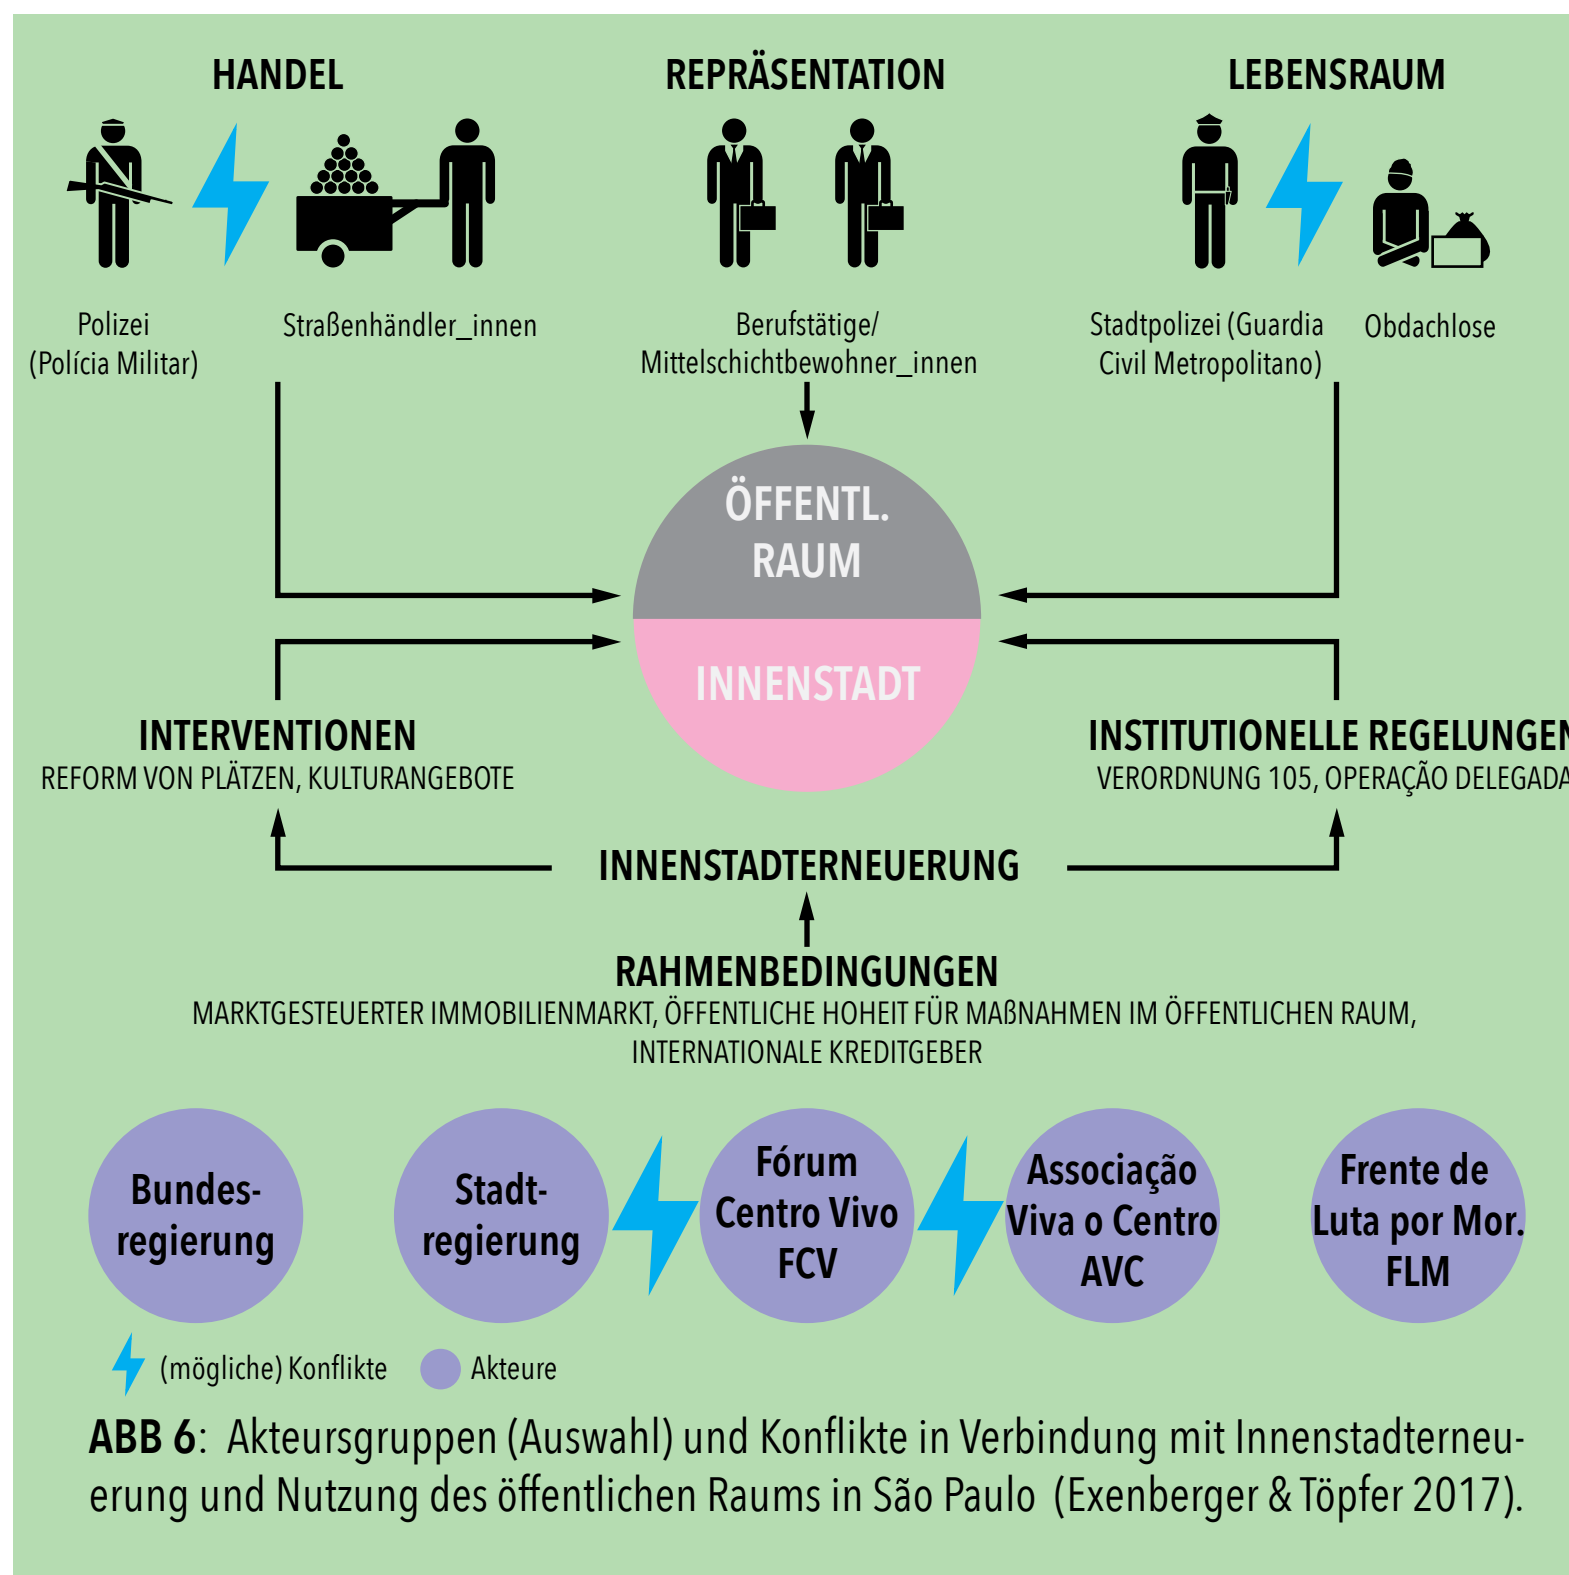 HANDEL
REPRÄSENTATION
LEBENSRAUM
Polizei
(Polícia Militar)
Straßenhändler_innen
Berufstätige/
Mittelschichtbewohner_innen
Stadtpolizei (Guardia
Civil Metropolitano)
Obdachlose
ÖFFENTL.
RAUM
INNENSTADT
INTERVENTIONEN
REFORM VON PLÄTZEN, KULTURANGEBOTE
INSTITUTIONELLE REGELUNGEN
VERORDNUNG 105, OPERAÇÃO DELEGADA
INNENSTADTERNEUERUNG
RAHMENBEDINGUNGEN
MARKTGESTEUERTER IMMOBILIENMARKT, ÖFFENTLICHE HOHEIT FÜR MAßNAHMEN IM ÖFFENTLICHEN RAUM,
INTERNATIONALE KREDITGEBER
Bundes-
regierung
Stadt-
regierung
Fórum
Centro Vivo
FCV
Associação
Viva o Centro
AVC
Frente de
Luta por Mor.
FLM
(mögliche) Konflikte
Akteure
ABB 6: Akteursgruppen (Auswahl) und Konflikte in Verbindung mit Innenstadterneu-
erung und Nutzung des öffentlichen Raums in São Paulo (Exenberger & Töpfer 2017).